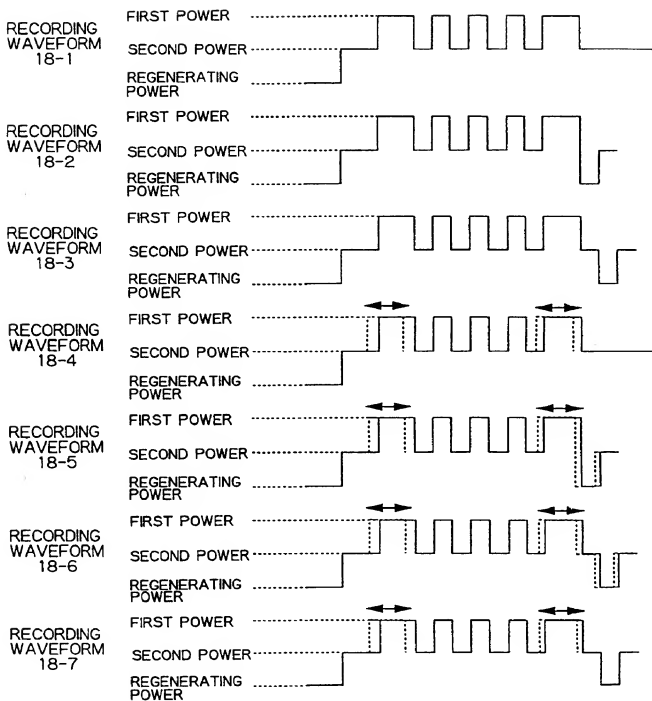 RECORDING
WAVEFORM
18-1
FIRST POWER
SECOND POWER
REGENERATING
POWER
RECORDING
WAVEFORM
18-2
FIRST POWER
SECOND POWER
REGENERATING
POWER
RECORDING
WAVEFORM
18-3
FIRST POWER
SECOND POWER
REGENERATING
POWER
RECORDING
WAVEFORM
18-4
FIRST POWER
SECOND POWER
REGENERATING
POWER
RECORDING
WAVEFORM
18-5
FIRST POWER
SECOND POWER
REGENERATING
POWER
RECORDING
WAVEFORM
18-6
FIRST POWER
SECOND POWER
REGENERATING
POWER
RECORDING
WAVEFORM
18-7
FIRST POWER
SECOND POWER
REGENERATING
POWER